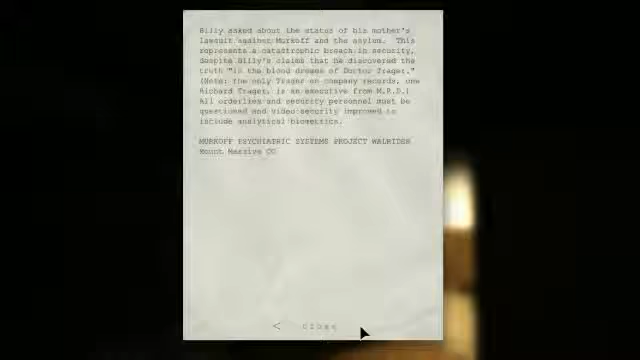 Billy asked about the status of his mother's
lawsuit against Murkoff and the asylum. This
represents a catastrophic breach in security,
despite Billy's claims that he discovered the
truth "in the blood dreams of Doctor Trager."
(Note: the only Trager on company records, one
Richard Trager, is an executive from M.R.D.)
All orderlies and security personnel must be
questioned and video security improved to
include analytical biometrics.
MURKOFF PSYCHIATRIC SYSTEMS PROJECT WALRIDER
Mount Massive CO
< CLOSE